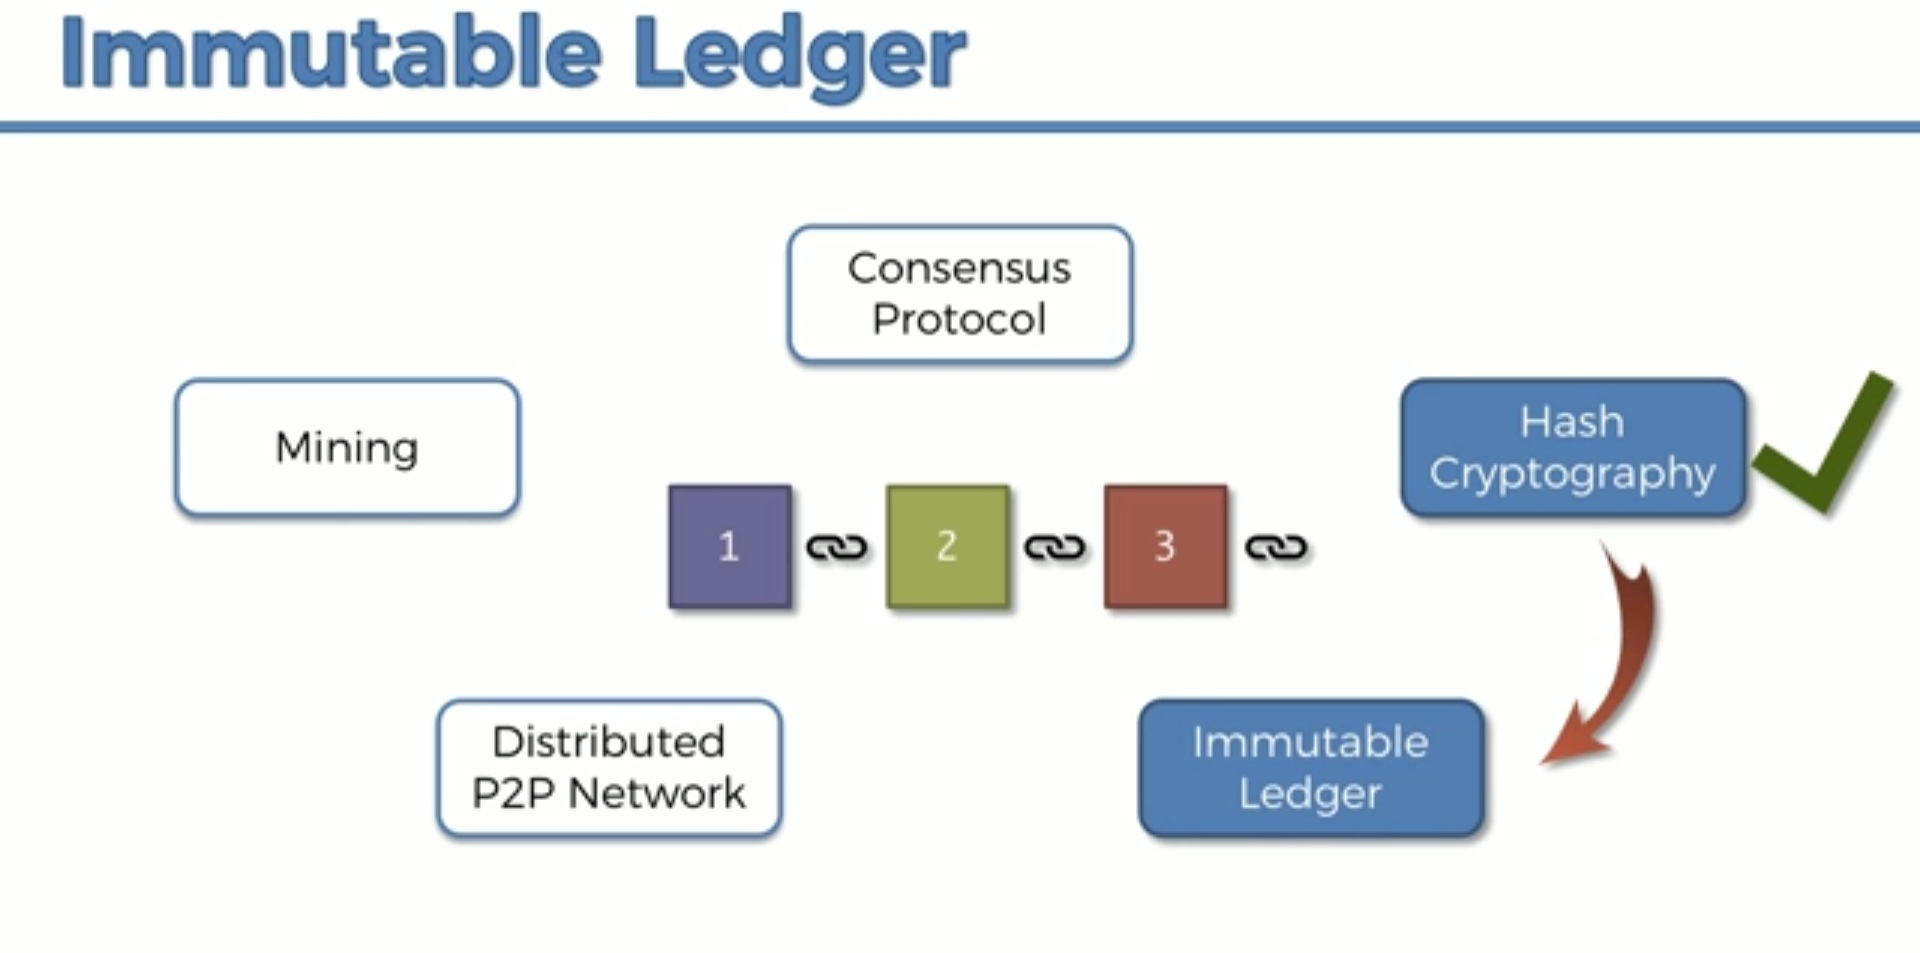 Immutable Ledger
Consensus
Protocol
Mining
Hash
Cryptography
1
2
3
Distributed
P2P Network
Immutable
Ledger